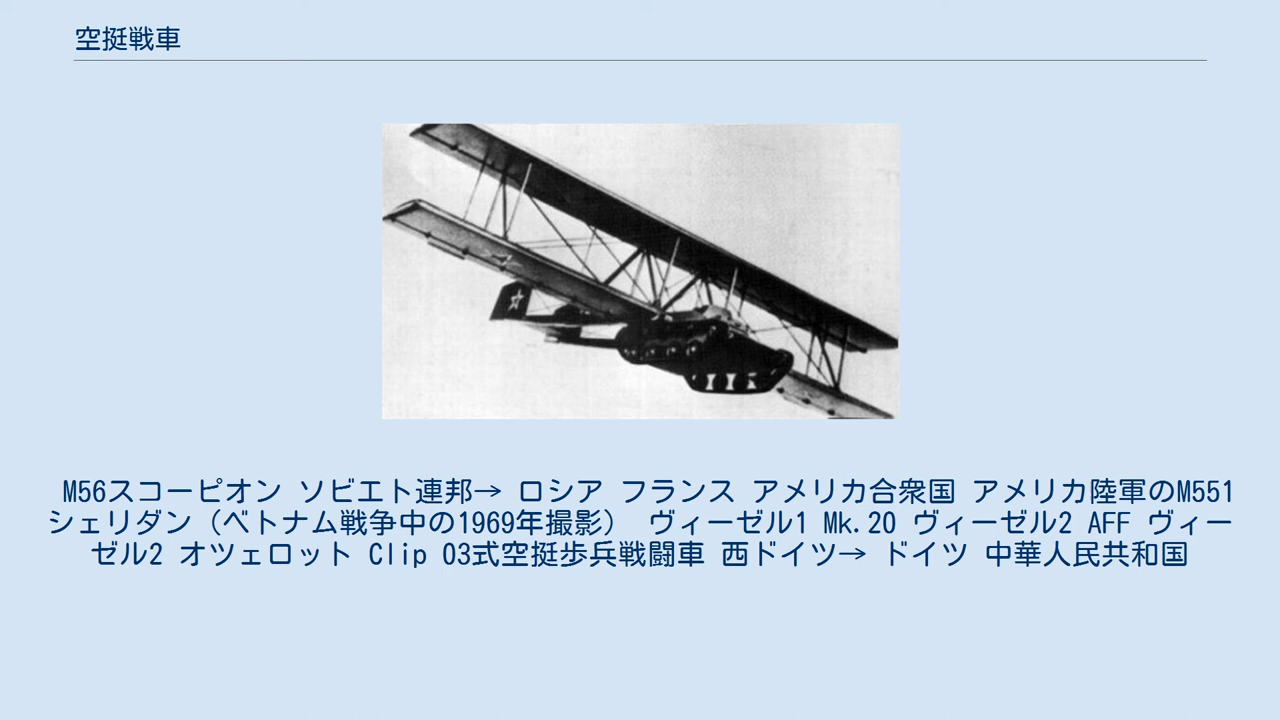 空挺戦車
M56スコーピオン ソビエト連邦→ ロシア フランス アメリカ合衆国 アメリカ陸軍のM551
シェリダン（ベトナム戦争中の1969年撮影） ヴィーゼル1 Mk.20 ヴィーゼル2 AFF ヴィー
ゼル2 オツェロット Clip 03式空挺歩兵戦闘車 西ドイツ→ ドイツ 中華人民共和国